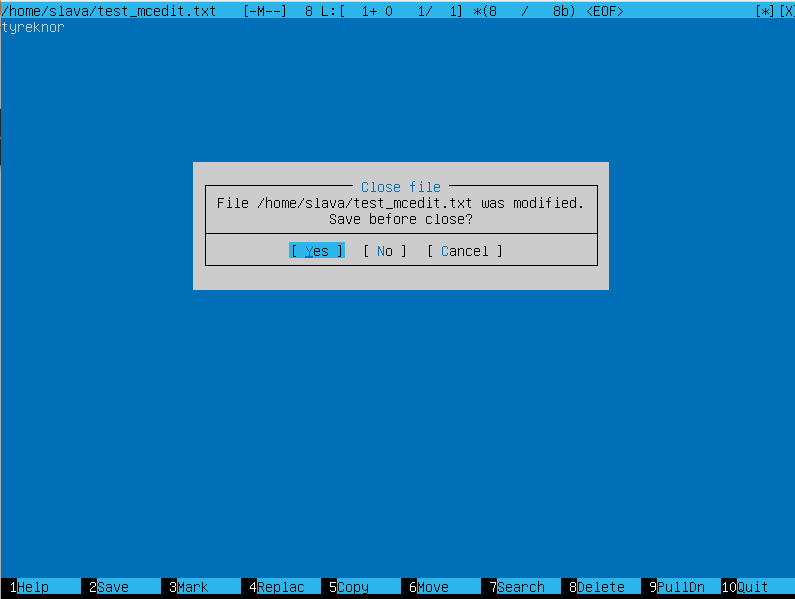 /home/slava/test_mcedit.txt [-M--] 8 L:[ 1+ 0 1/ 1] *(8 / 8b) <EOF> [*][X]
tyreknor
Close file
File /home/slava/test_mcedit.txt was modified.
Save before close?
[ Yes ] [ No ] [ Cancel ]
1Help 2Save 3Mark 4Replac 5Copy 6Move 7Search 8Delete 9PullDn 10Quit